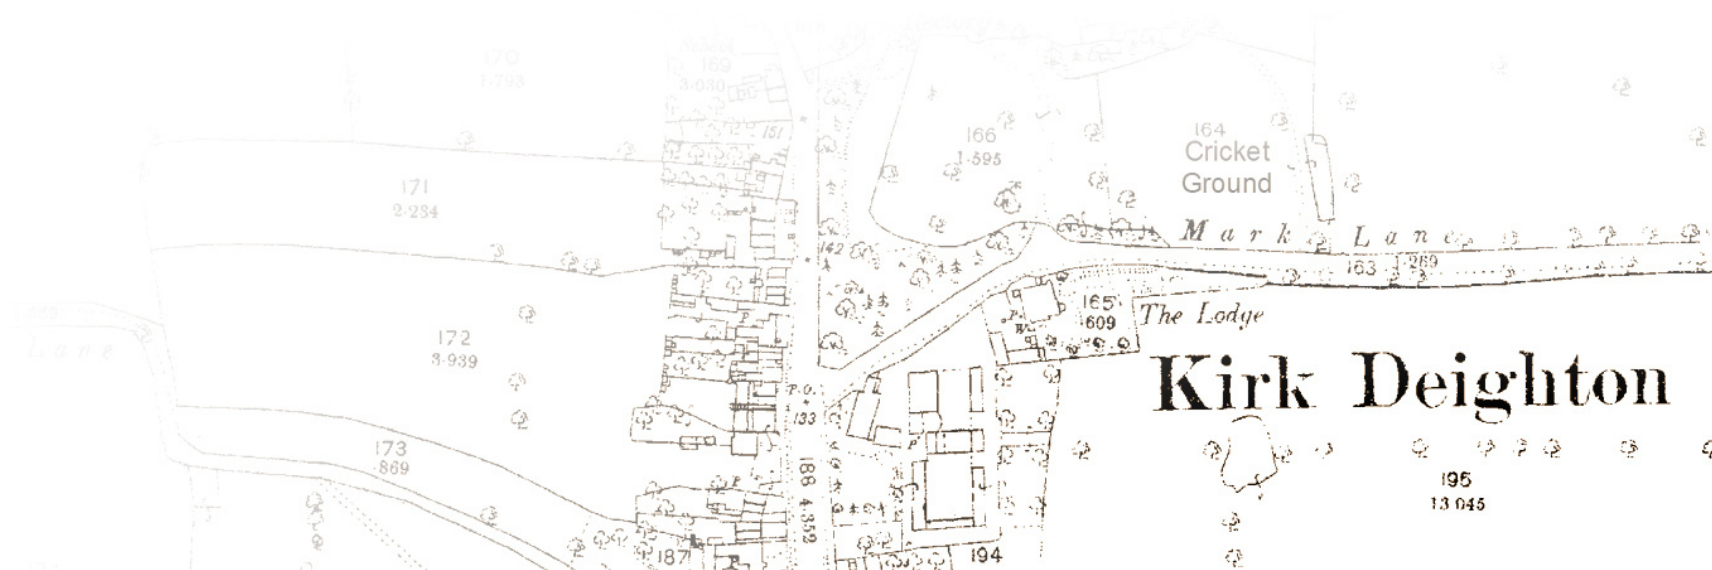 170
1·793
169
3·030
151
166
1·595
164
Cricket
Ground
171
2·234
142
Mark Lane
163 1·269
165
·609
The Lodge
P.
W.
172
3·939
P
Lane
Kirk Deighton
P.O.
133
173
·869
P
188 4·352
P
195
13·045
187
P
B
194